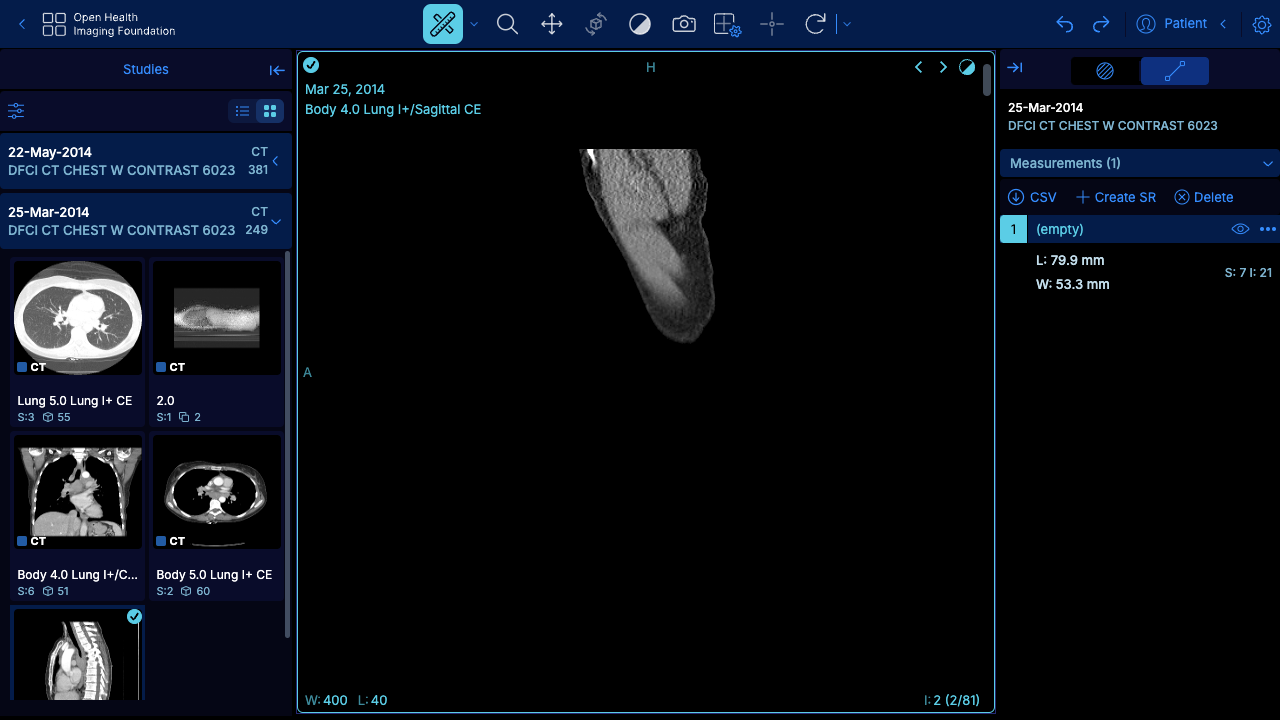 Open Health
Imaging Foundation
Patient
Studies
22-May-2014
CT
DFCI CT CHEST W CONTRAST 6023
381
25-Mar-2014
CT
DFCI CT CHEST W CONTRAST 6023
249
CT
Lung 5.0 Lung I+ CE
S:3 55
CT
2.0
S:1 2
CT
Body 4.0 Lung I+/C...
S:6 51
CT
Body 5.0 Lung I+ CE
S:2 60
H
Mar 25, 2014
Body 4.0 Lung I+/Sagittal CE
A
W: 400 L: 40
I: 2 (2/81)
25-Mar-2014
DFCI CT CHEST W CONTRAST 6023
Measurements (1)
CSV
Create SR
Delete
1 (empty)
L: 79.9 mm
W: 53.3 mm
S: 7 I: 21